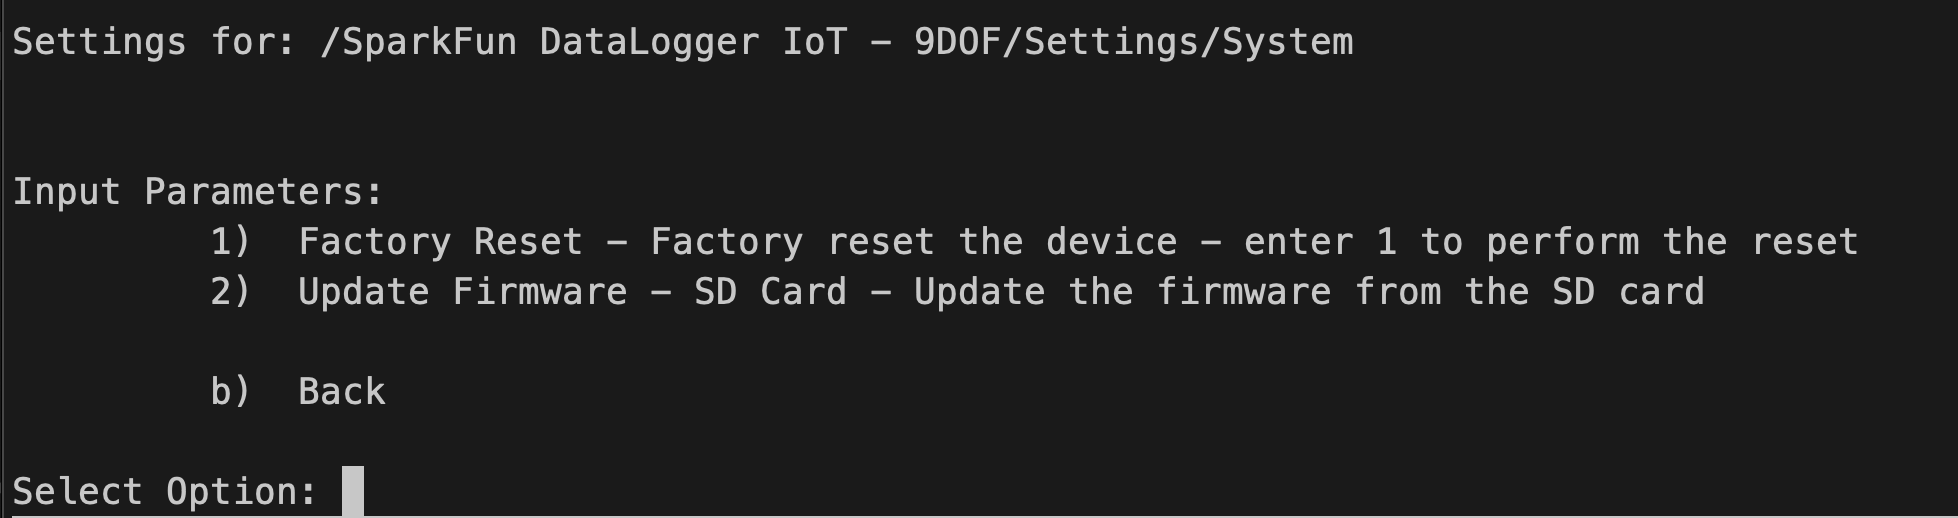 Settings for: /SparkFun DataLogger IoT – 9DOF/Settings/System
Input Parameters:
1) Factory Reset – Factory reset the device – enter 1 to perform the reset
2) Update Firmware – SD Card – Update the firmware from the SD card
b) Back
Select Option: